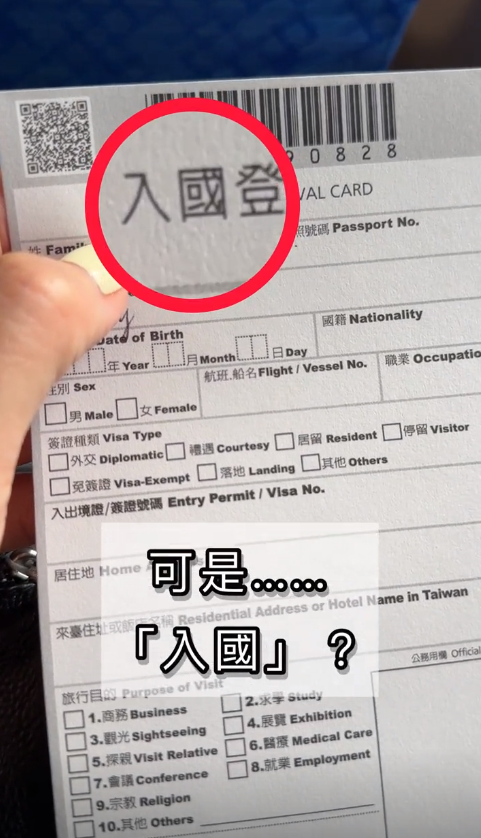 0828
入國登
VAL CARD
照號碼 Passport No.
姓 Fami
國籍 Nationality
Date of Birth
年 Year 月 Month 日 Day
航班.船名 Flight / Vessel No.
職業 Occupatio
性別 Sex
男 Male 女 Female
簽證種類 Visa Type
外交 Diplomatic 禮遇 Courtesy 居留 Resident 停留 Visitor
免簽證 Visa-Exempt 落地 Landing 其他 Others
入出境證/簽證號碼 Entry Permit / Visa No.
居住地 Home A
可是……
來臺住址或飯店名稱 Residential Address or Hotel Name in Taiwan
「入國」？
公務用欄 Official
旅行目的 Purpose of Visit
1.商務 Business 2.求學 Study
3.觀光 Sightseeing 4.展覽 Exhibition
5.探親 Visit Relative 6.醫療 Medical Care
7.會議 Conference 8.就業 Employment
9.宗教 Religion
10.其他 Others